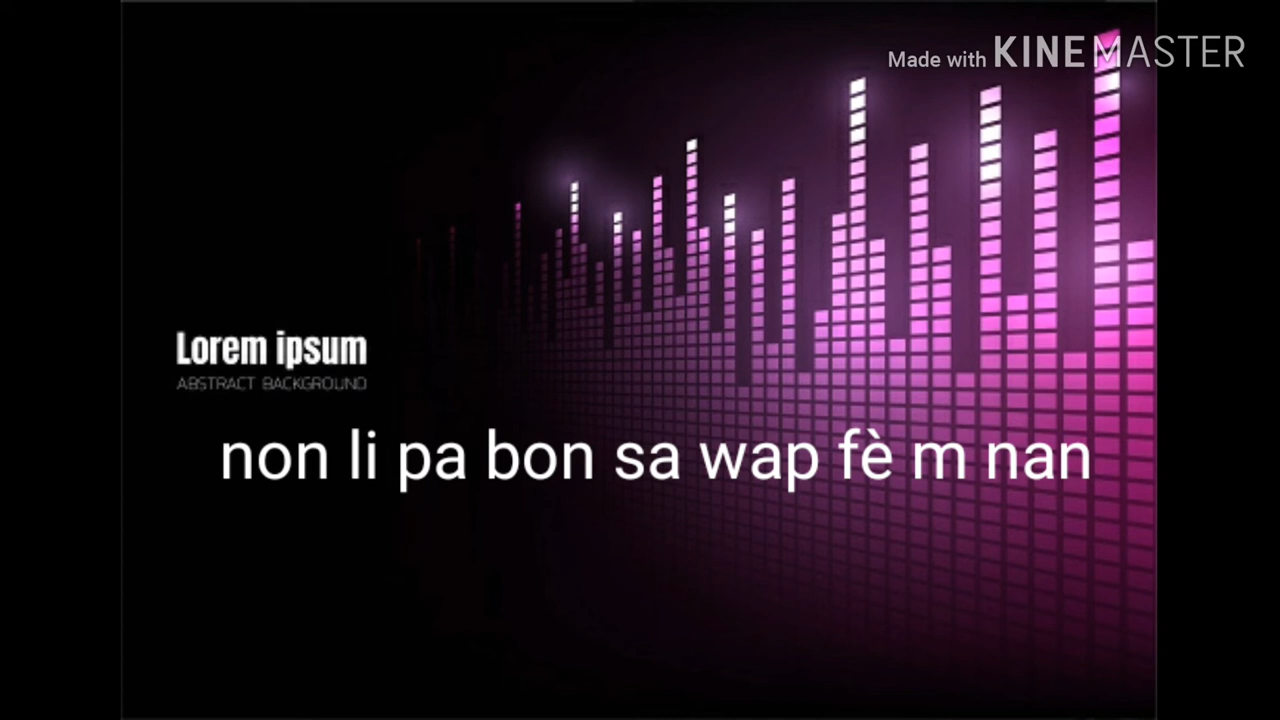 Made with KINEMASTER
Lorem ipsum
ABSTRACT BACKGROUND
non li pa bon sa wap fè m nan